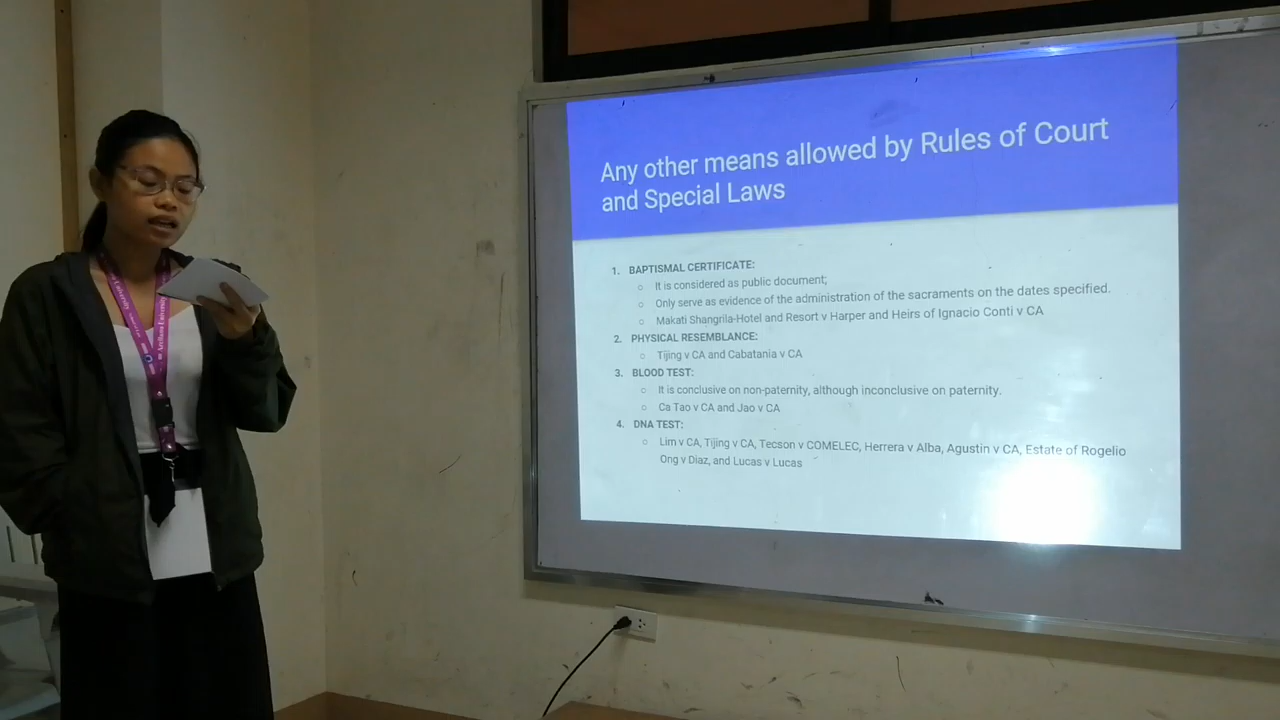 Any other means allowed by Rules of Court
and Special Laws
1. BAPTISMAL CERTIFICATE:
○ It is considered as public document;
○ Only serve as evidence of the administration of the sacraments on the dates specified.
○ Makati Shangrila-Hotel and Resort v Harper and Heirs of Ignacio Conti v CA
2. PHYSICAL RESEMBLANCE:
○ Tijing v CA and Cabatania v CA
3. BLOOD TEST:
○ It is conclusive on non-paternity, although inconclusive on paternity.
○ Ca Tao v CA and Jao v CA
4. DNA TEST:
○ Lim v CA, Tijing v CA, Tecson v COMELEC, Herrera v Alba, Agustin v CA, Estate of Rogelio
Ong v Diaz, and Lucas v Lucas
Arellano University